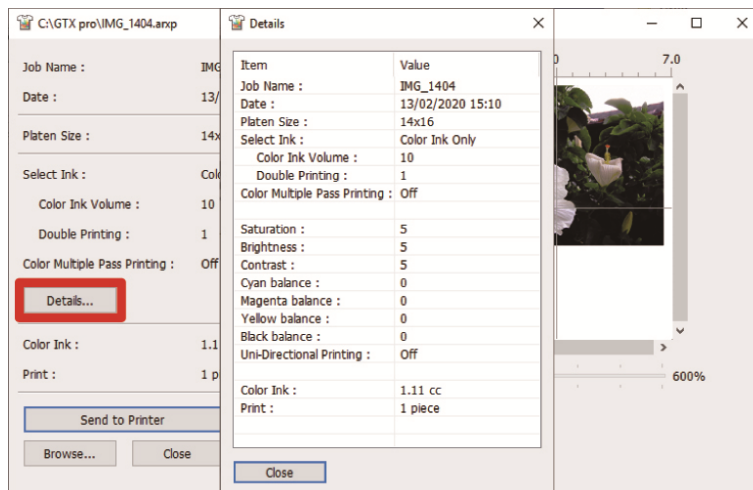 C:\GTX pro\IMG_1404.arxp
Job Name : IMG
Date : 13/
Platen Size : 14x
Select Ink : Col
Color Ink Volume : 10
Double Printing : 1
Color Multiple Pass Printing : Off
Details...
Color Ink : 1.1
Print : 1 p
Send to Printer
Browse... Close
Details
Item Value
Job Name : IMG_1404
Date : 13/02/2020 15:10
Platen Size : 14x16
Select Ink : Color Ink Only
Color Ink Volume : 10
Double Printing : 1
Color Multiple Pass Printing : Off
Saturation : 5
Brightness : 5
Contrast : 5
Cyan balance : 0
Magenta balance : 0
Yellow balance : 0
Black balance : 0
Uni-Directional Printing : Off
Color Ink : 1.11 cc
Print : 1 piece
Close
7.0
600%